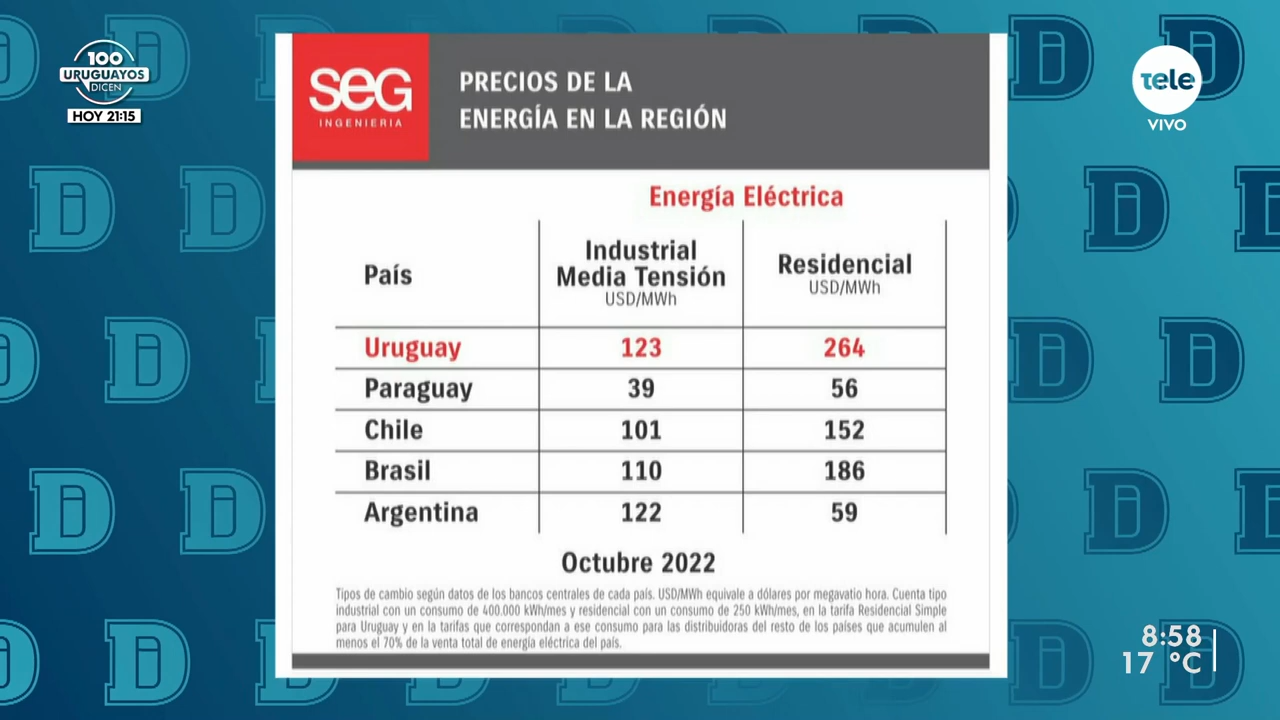 100
URUGUAYOS
DICEN
HOY 21:15
tele
VIVO
SEG
INGENIERIA
PRECIOS DE LA
ENERGÍA EN LA REGIÓN
Energía Eléctrica
País
Industrial
Media Tensión
USD/MWh
Residencial
USD/MWh
Uruguay 123 264
Paraguay 39 56
Chile 101 152
Brasil 110 186
Argentina 122 59
Octubre 2022
Tipos de cambio según datos de los bancos centrales de cada país. USD/MWh equivale a dólares por megavatio hora. Cuenta tipo
industrial con un consumo de 400.000 kWh/mes y residencial con un consumo de 250 kWh/mes, en la tarifa Residencial Simple
para Uruguay y en la tarifas que correspondan a ese consumo para las distribuidoras del resto de los países que acumulen al
menos el 70% de la venta total de energía eléctrica del país.
8:58
17 °C